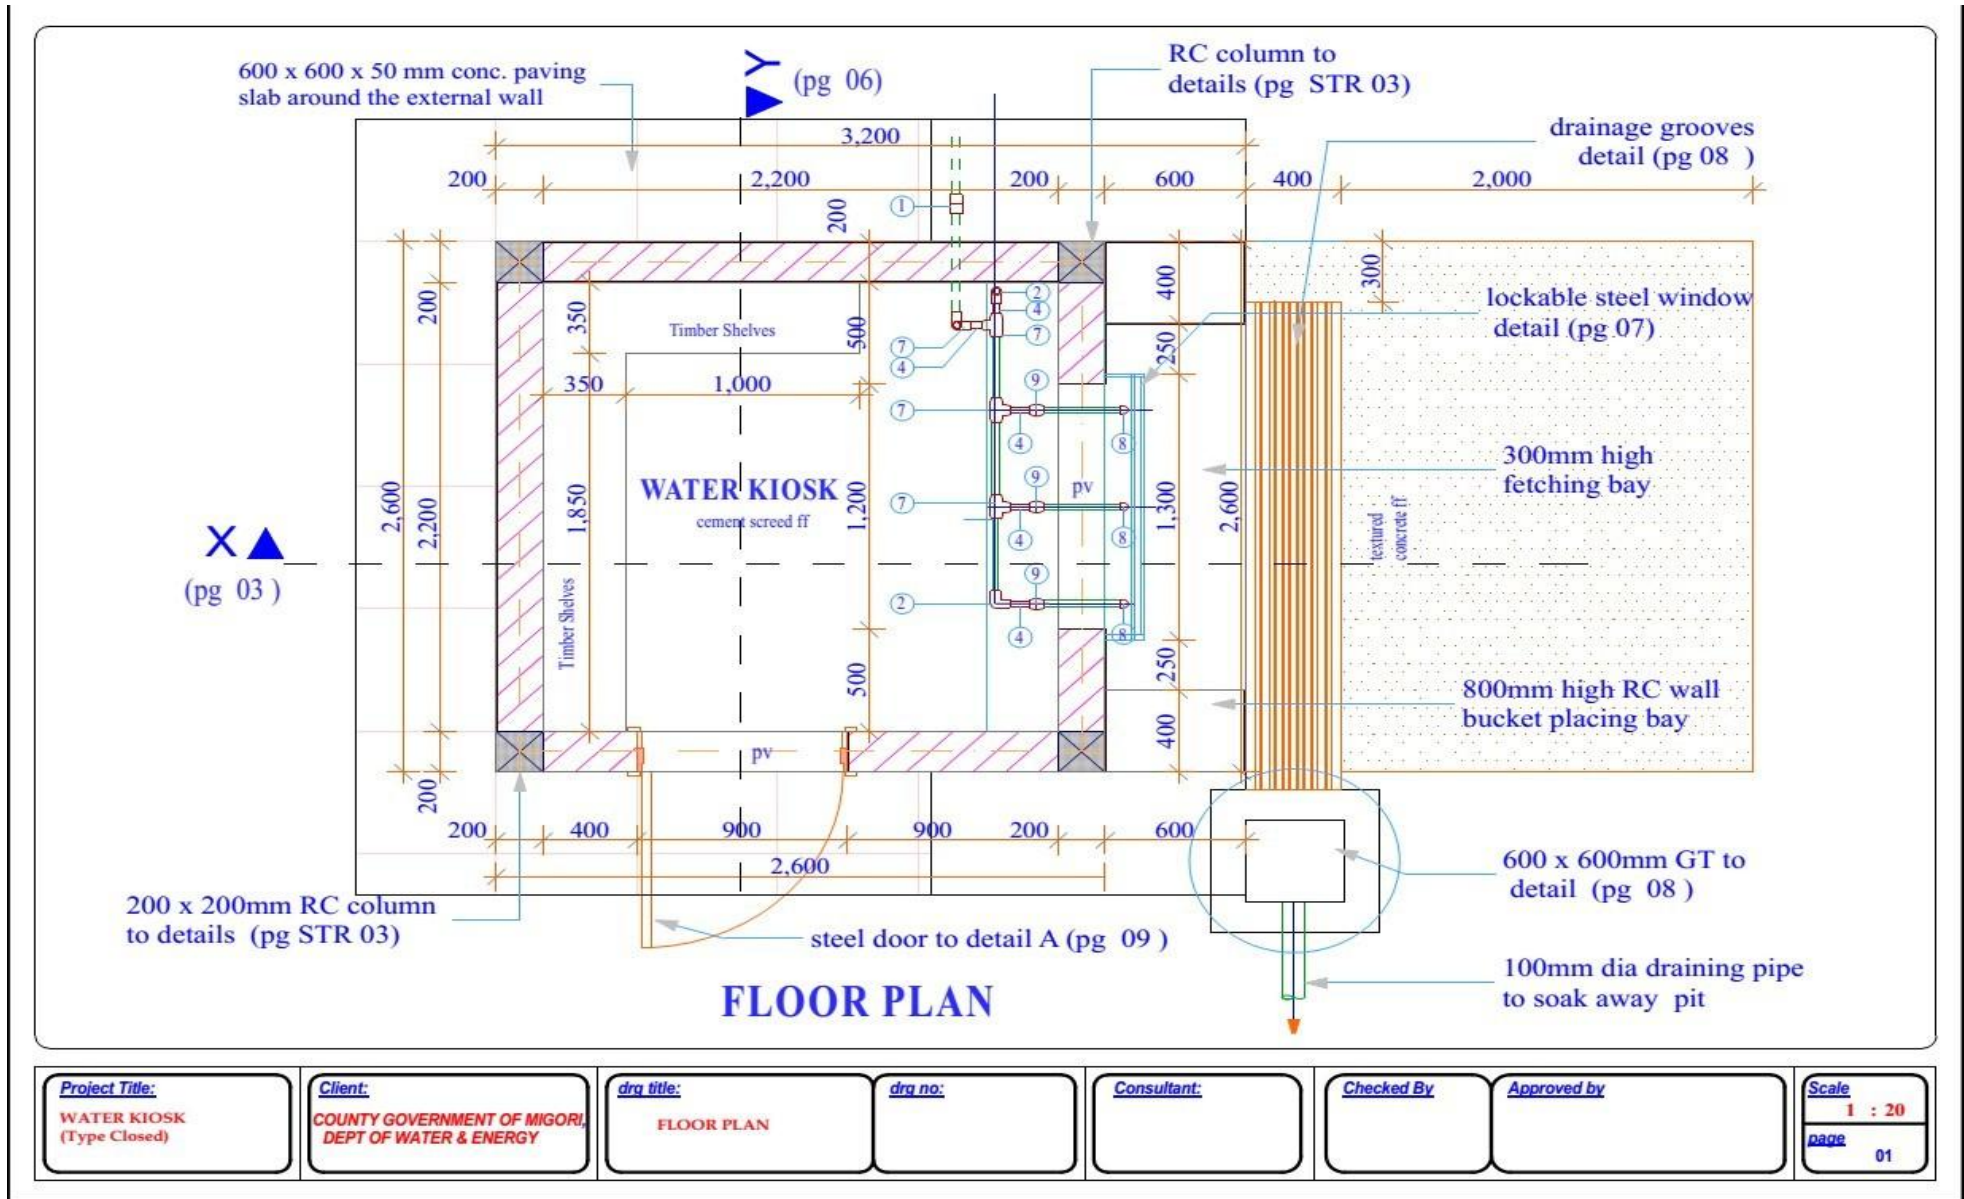 600 x 600 x 50 mm conc. paving
slab around the external wall
Y
(pg 06)
RC column to
details (pg STR 03)
drainage grooves
detail (pg 08 )
3,200
200
2,200
200
600
400
2,000
200
1
200
350
Timber Shelves
500
2
4
7
7
4
400
300
lockable steel window
detail (pg 07)
250
350
1,000
9
7
4
8
2,600
2,200
1,850
WATER KIOSK
cement screed ff
1,200
9
7
pv
4
8
1,300
2,600
300mm high
fetching bay
textured
concrete ff
X
(pg 03 )
Timber Shelves
9
2
4
8
500
250
800mm high RC wall
bucket placing bay
400
pv
200
200
400
900
900
200
600
2,600
600 x 600mm GT to
detail (pg 08 )
200 x 200mm RC column
to details (pg STR 03)
steel door to detail A (pg 09 )
100mm dia draining pipe
to soak away pit
FLOOR PLAN
Project Title:
WATER KIOSK
(Type Closed)
Client:
COUNTY GOVERNMENT OF MIGORI,
DEPT OF WATER & ENERGY
drg title:
FLOOR PLAN
drg no:
Consultant:
Checked By
Approved by
Scale
1 : 20
page
01